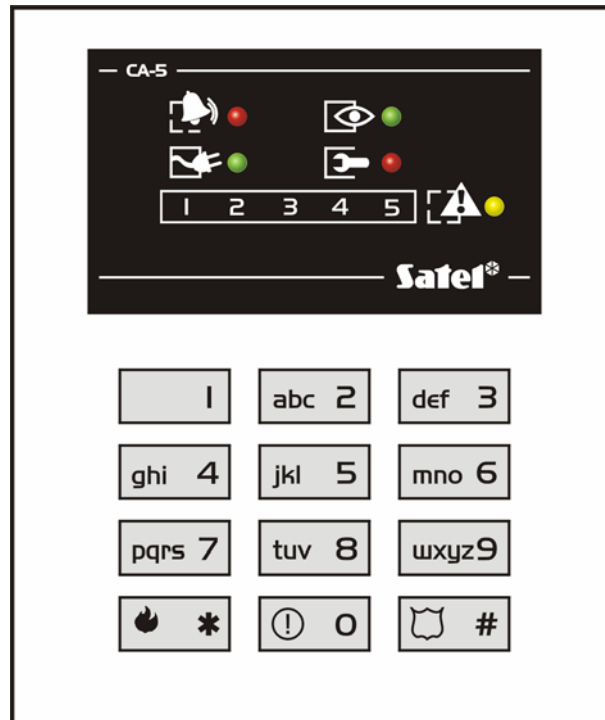 CA-5
1 2 3 4 5
Satel
1 abc 2 def 3
ghi 4 jkl 5 mno 6
pqrs 7 tuv 8 wxyz9
* ! 0 #